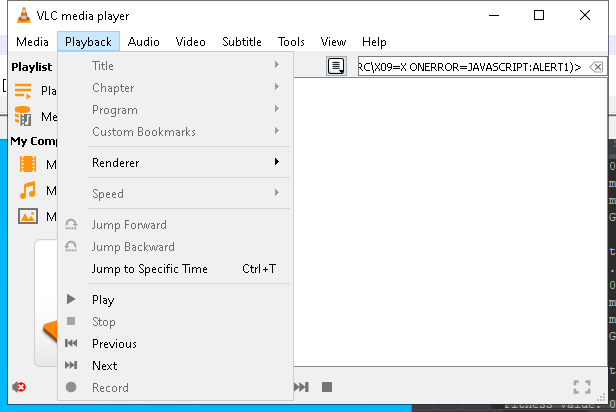 VLC media player
Media Playback Audio Video Subtitle Tools View Help
Playlist
RC\X09=X ONERROR=JAVASCRIPT:ALERT1)>
Title
Chapter
Program
Custom Bookmarks
My Comp
Renderer
Speed
Jump Forward
Jump Backward
Jump to Specific Time Ctrl+T
Play
Stop
Previous
Next
Record